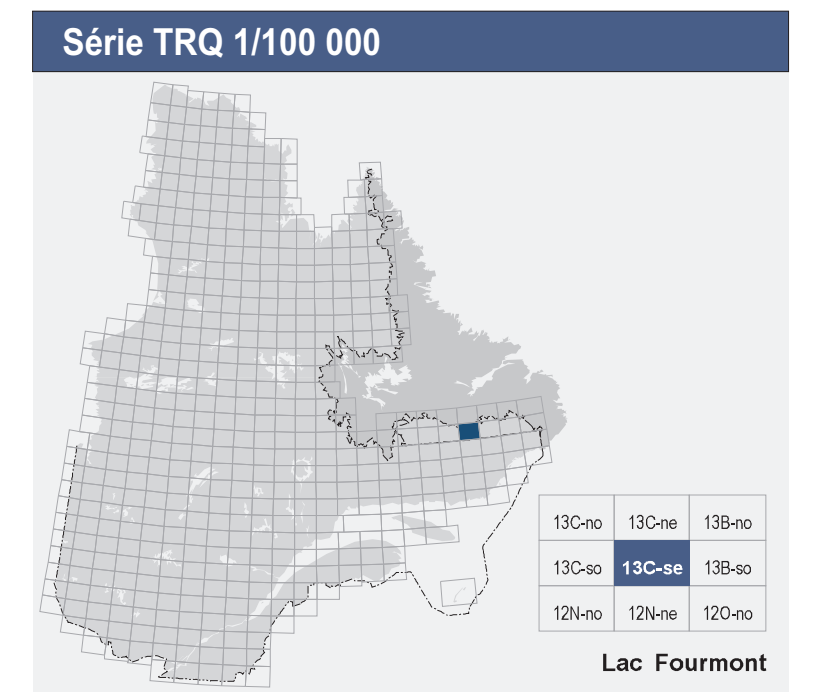 Série TRQ 1/100 000
13C-no 13C-ne 13B-no
13C-so 13C-se 13B-so
12N-no 12N-ne 12O-no
Lac Fourmont